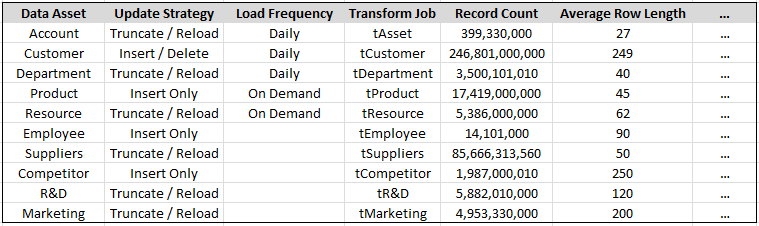 Data Asset Update Strategy Load Frequency Transform Job Record Count Average Row Length ...
Account Truncate / Reload Daily tAsset 399,330,000 27 ...
Customer Insert / Delete Daily tCustomer 246,801,000,000 249 ...
Department Truncate / Reload Daily tDepartment 3,500,101,010 40 ...
Product Insert Only On Demand tProduct 17,419,000,000 45 ...
Resource Truncate / Reload On Demand tResource 5,386,000,000 62 ...
Employee Insert Only tEmployee 14,101,000 90 ...
Suppliers Truncate / Reload tSuppliers 85,666,313,560 50 ...
Competitor Insert Only tCompetitor 1,987,000,010 250 ...
R&D Truncate / Reload tR&D 5,882,010,000 120 ...
Marketing Truncate / Reload tMarketing 4,953,330,000 200 ...